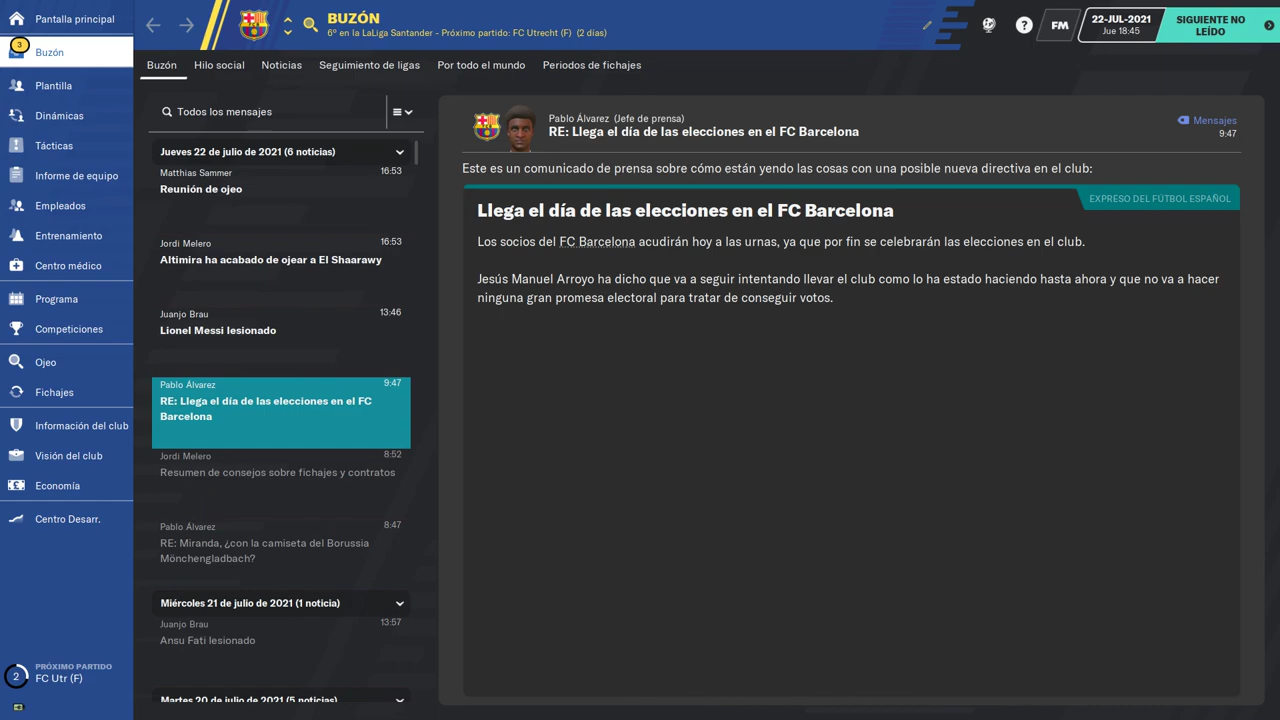 Pantalla principal
3
Buzón
Plantilla
Dinámicas
Tácticas
Informe de equipo
Empleados
Entrenamiento
Centro médico
Programa
Competiciones
Ojeo
Fichajes
Información del club
Visión del club
Economía
Centro Desarr.
2
PRÓXIMO PARTIDO
FC Utr (F)
BUZÓN
6º en la LaLiga Santander - Próximo partido: FC Utrecht (F) (2 días)
?
FM
22-JUL-2021
Jue 18:45
SIGUIENTE NO
LEÍDO
Buzón
Hilo social
Noticias
Seguimiento de ligas
Por todo el mundo
Periodos de fichajes
Todos los mensajes
Jueves 22 de julio de 2021 (6 noticias)
Matthias Sammer 16:53
Reunión de ojeo
Jordi Melero 16:53
Altimira ha acabado de ojear a El Shaarawy
Juanjo Brau 13:46
Lionel Messi lesionado
Pablo Álvarez 9:47
RE: Llega el día de las elecciones en el FC
Barcelona
Jordi Melero 8:52
Resumen de consejos sobre fichajes y contratos
Pablo Álvarez 8:47
RE: Miranda, ¿con la camiseta del Borussia
Mönchengladbach?
Miércoles 21 de julio de 2021 (1 noticia)
Juanjo Brau 13:57
Ansu Fati lesionado
Martes 20 de julio de 2021 (5 noticias)
Pablo Álvarez (Jefe de prensa)
RE: Llega el día de las elecciones en el FC Barcelona
Mensajes
9:47
Este es un comunicado de prensa sobre cómo están yendo las cosas con una posible nueva directiva en el club:
EXPRESO DEL FÚTBOL ESPAÑOL
Llega el día de las elecciones en el FC Barcelona
Los socios del FC Barcelona acudirán hoy a las urnas, ya que por fin se celebrarán las elecciones en el club.
Jesús Manuel Arroyo ha dicho que va a seguir intentando llevar el club como lo ha estado haciendo hasta ahora y que no va a hacer
ninguna gran promesa electoral para tratar de conseguir votos.